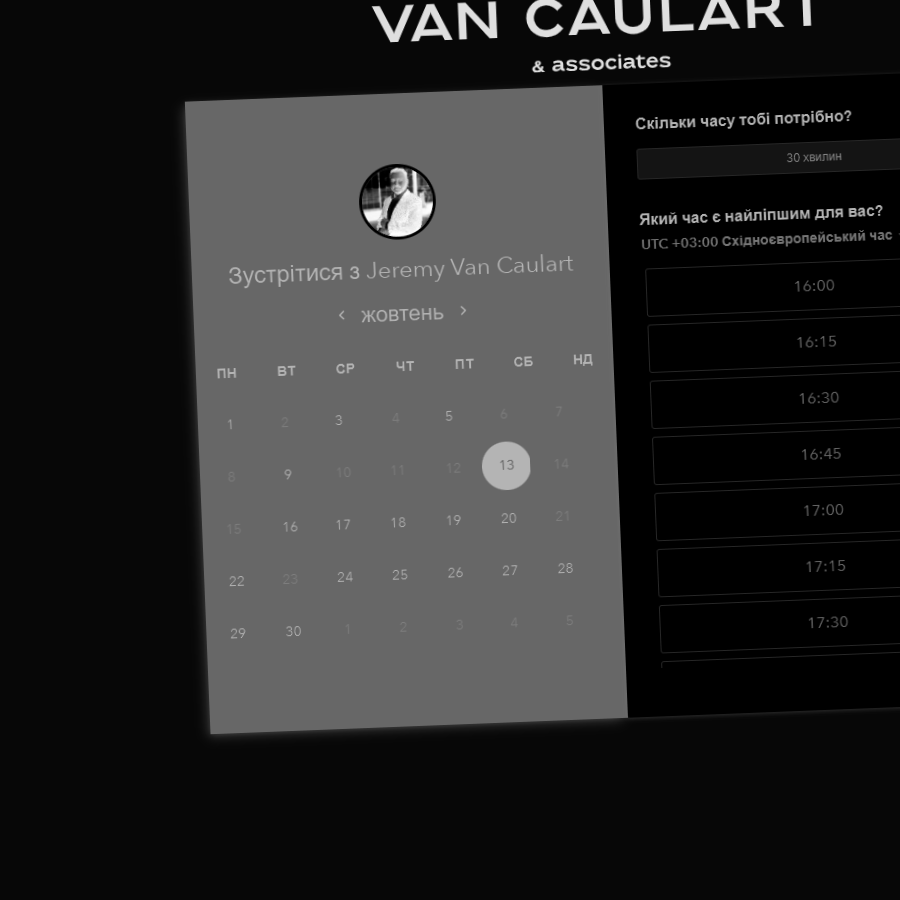 VAN CAULART
& associates
Зустрітися з Jeremy Van Caulart
жовтень
ПН ВТ СР ЧТ ПТ СБ НД
1 2 3 4 5 6 7
8 9 10 11 12 13 14
15 16 17 18 19 20 21
22 23 24 25 26 27 28
29 30 1 2 3 4 5
Скільки часу тобі потрібно?
30 хвилин
Який час є найліпшим для вас?
UTC +03:00 Східноєвропейський час
16:00
16:15
16:30
16:45
17:00
17:15
17:30